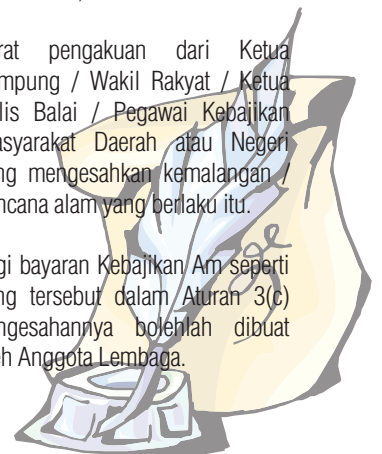 rat pengakuan dari Ketua
mpung / Wakil Rakyat / Ketua
lis Balai / Pegawai Kebajikan
asyarakat Daerah atau Negeri
ng mengesahkan kemalangan /
ncana alam yang berlaku itu.
gi bayaran Kebajikan Am seperti
ng tersebut dalam Aturan 3(c)
ngesahannya bolehlah dibuat
eh Anggota Lembaga.